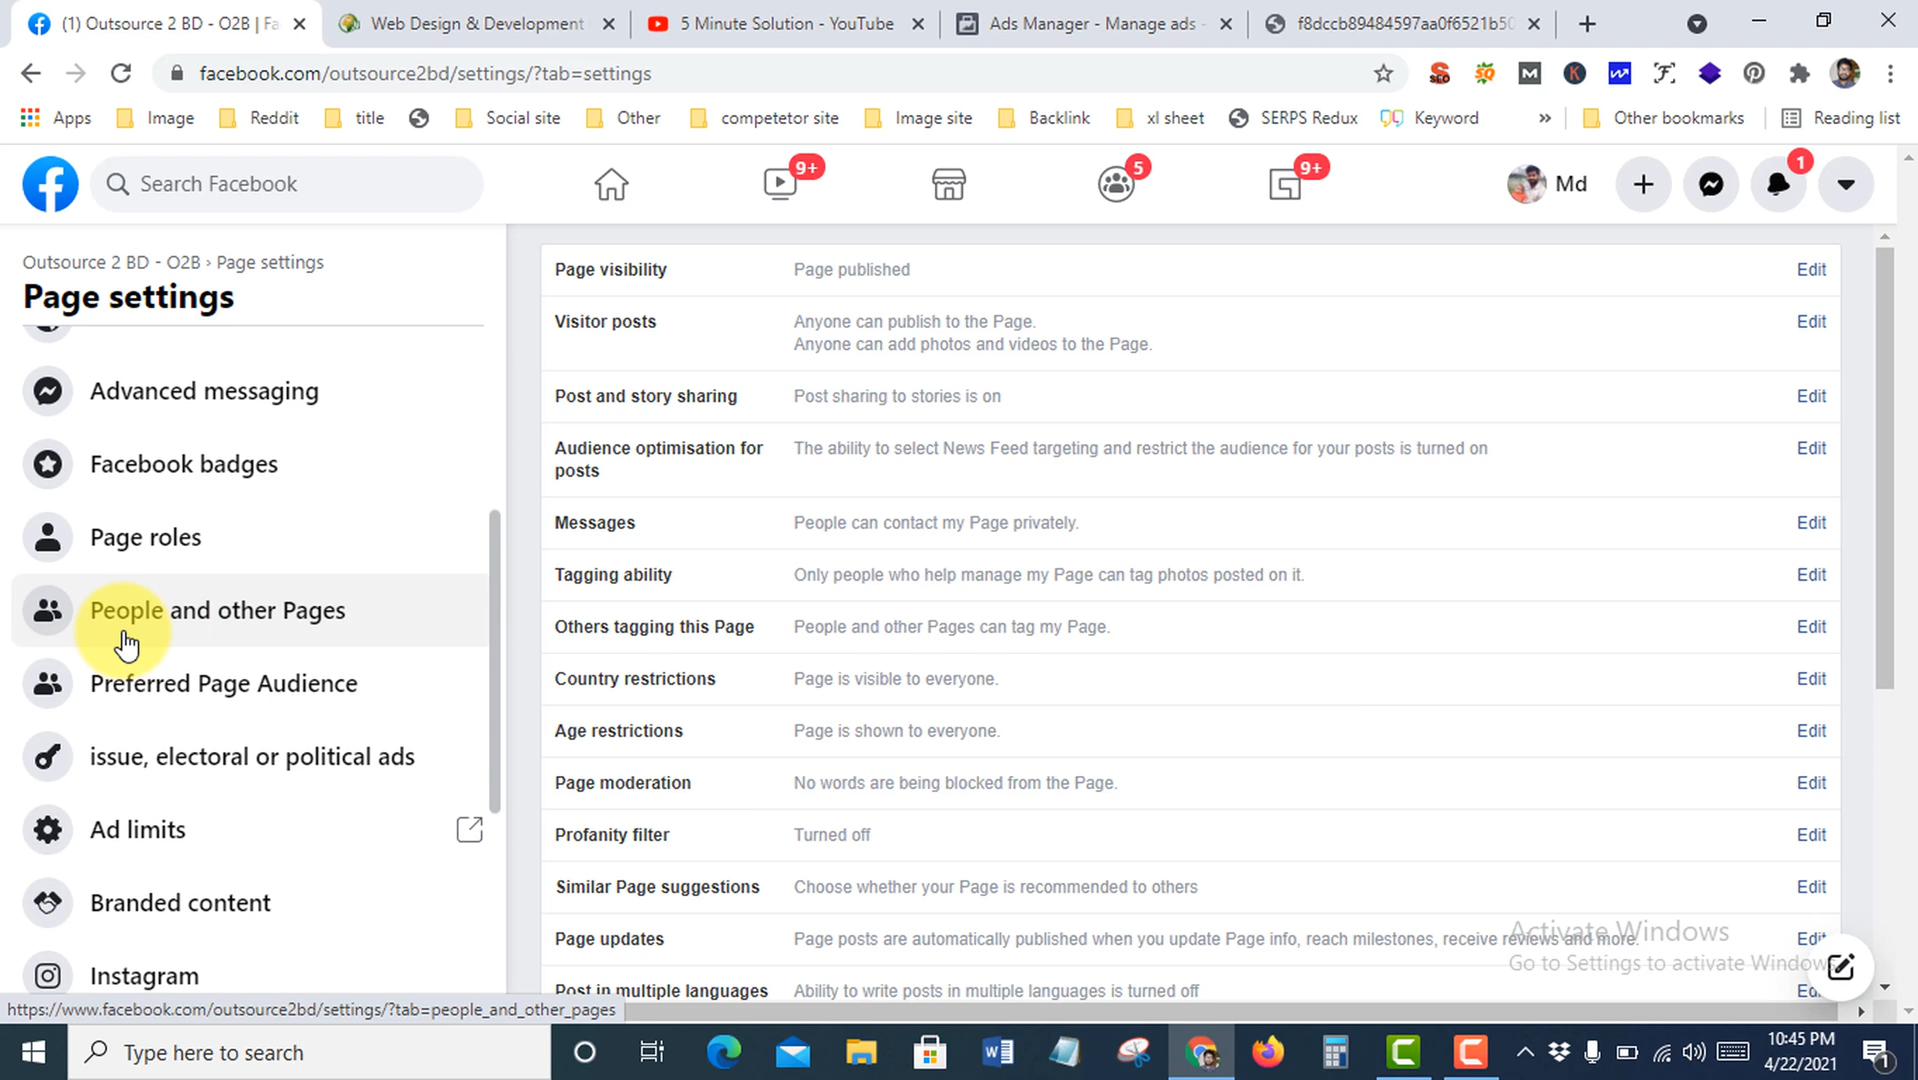 (1) Outsource 2 BD - O2B | Fa
Web Design & Development
5 Minute Solution - YouTube
Ads Manager - Manage ads -
f8dccb89484597aa0f6521b50
facebook.com/outsource2bd/settings/?tab=settings
Apps
Image
Reddit
title
Social site
Other
competetor site
Image site
Backlink
xl sheet
SERPS Redux
Keyword
»
Other bookmarks
Reading list
Search Facebook
9+
5
9+
Md
1
Outsource 2 BD - O2B › Page settings
Page settings
Advanced messaging
Facebook badges
Page roles
People and other Pages
Preferred Page Audience
issue, electoral or political ads
Ad limits
Branded content
Instagram
Page visibility Page published Edit
Visitor posts Anyone can publish to the Page. Edit
Anyone can add photos and videos to the Page.
Post and story sharing Post sharing to stories is on Edit
Audience optimisation for The ability to select News Feed targeting and restrict the audience for your posts is turned on Edit
posts
Messages People can contact my Page privately. Edit
Tagging ability Only people who help manage my Page can tag photos posted on it. Edit
Others tagging this Page People and other Pages can tag my Page. Edit
Country restrictions Page is visible to everyone. Edit
Age restrictions Page is shown to everyone. Edit
Page moderation No words are being blocked from the Page. Edit
Profanity filter Turned off Edit
Similar Page suggestions Choose whether your Page is recommended to others Edit
Page updates Page posts are automatically published when you update Page info, reach milestones, receive reviews and more. Edit
Post in multiple languages Ability to write posts in multiple languages is turned off
Activate Windows
Go to Settings to activate Windows
https://www.facebook.com/outsource2bd/settings/?tab=people_and_other_pages
Type here to search
10:45 PM
4/22/2021
1